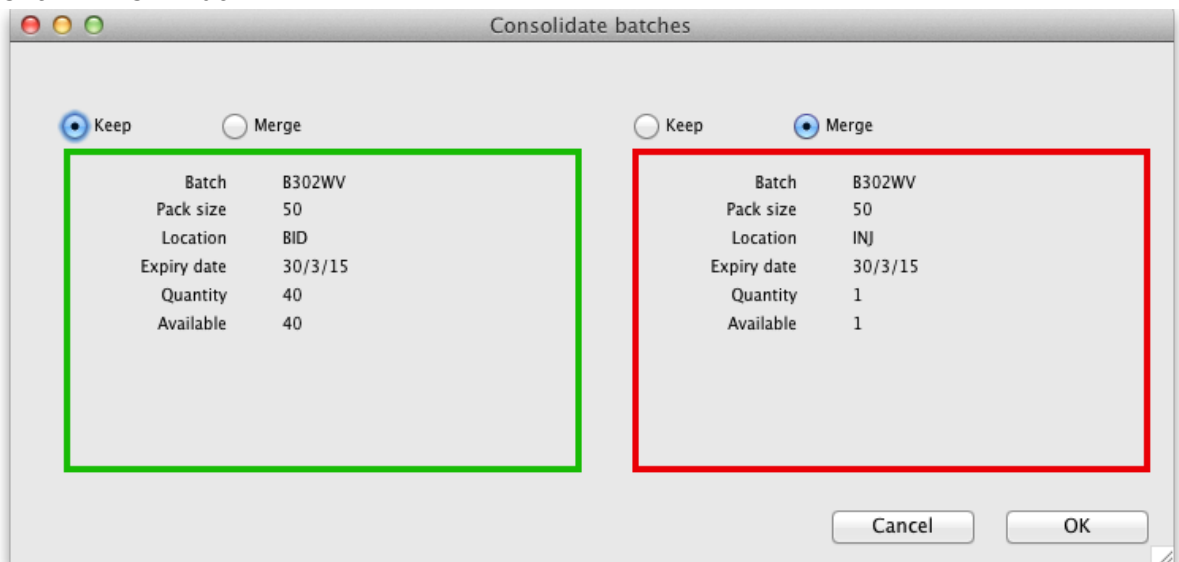 Consolidate batches
Keep Merge Keep Merge
Batch B302WV Batch B302WV
Pack size 50 Pack size 50
Location BID Location INJ
Expiry date 30/3/15 Expiry date 30/3/15
Quantity 40 Quantity 1
Available 40 Available 1
Cancel OK